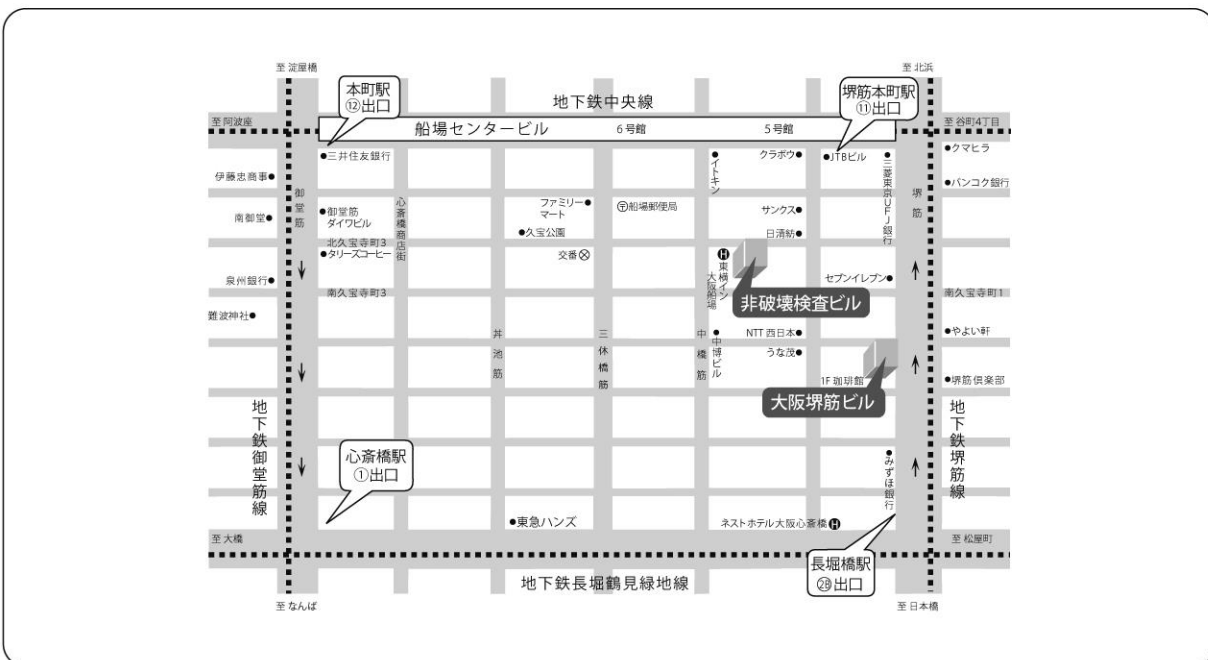 至 淀屋橋
至 北浜
本町駅
⑫出口
地下鉄中央線
堺筋本町駅
⑪出口
至 阿波座
船場センタービル
6号館
5号館
至 谷町4丁目
三井住友銀行
イトキン
クラボウ
JTBビル
三菱東京UFJ銀行
クマヒラ
伊藤忠商事
バンコク銀行
御堂筋
心斎橋商店街
堺筋
南御堂
御堂筋
ダイワビル
ファミリー
マート
〒船場郵便局
サンクス
久宝公園
日清紡
北久宝寺町3
タリーズコーヒー
交番
H
東横イン
大阪船場
泉州銀行
セブンイレブン
南久宝寺町3
非破壊検査ビル
南久宝寺町1
難波神社
丼池筋
三休橋筋
中橋筋
中博ビル
NTT 西日本
やよい軒
うな茂
1F 珈琲館
堺筋倶楽部
大阪堺筋ビル
地下鉄御堂筋線
地下鉄堺筋線
心斎橋駅
①出口
みずほ銀行
東急ハンズ
ネストホテル大阪心斎橋H
至 大橋
至 松屋町
長堀橋駅
2B出口
地下鉄長堀鶴見緑地線
至 なんば
至 日本橋